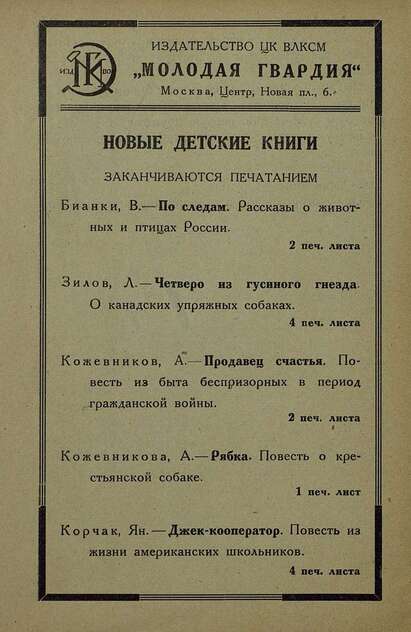 ИЗДАТЕЛЬСТВО ЦК ВЛКСМ
ИЗД ВО
„МОЛОДАЯ ГВАРДИЯ“
Москва, Центр, Новая пл., 6.
НОВЫЕ ДЕТСКИЕ КНИГИ
ЗАКАНЧИВАЮТСЯ ПЕЧАТАНИЕМ
Бианки, В.—По следам. Рассказы о живот-
ных и птицах России.
2 печ. листа
Зилов, Л.—Четверо из гусиного гнезда.
О канадских упряжных собаках.
4 печ. листа
Кожевников, А.—Продавец счастья. По-
весть из быта беспризорных в период
гражданской войны.
2 печ. листа
Кожевникова, А.—Рябка. Повесть о кре-
стьянской собаке.
1 печ. лист
Корчак, Ян.—Джек-кооператор. Повесть из
жизни американских школьников.
4 печ. листа